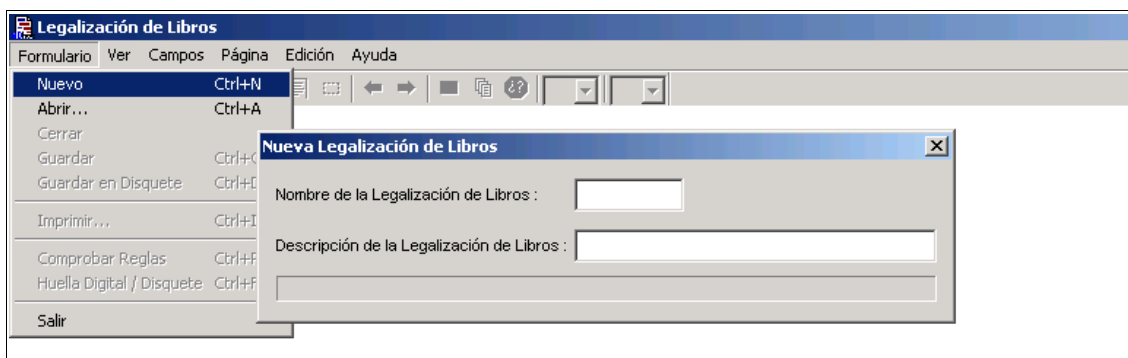 Legalización de Libros
Formulario Ver Campos Página Edición Ayuda
Nuevo Ctrl+N
Abrir... Ctrl+A
Cerrar
Guardar
Guardar en Disquete
Imprimir...
Comprobar Reglas
Huella Digital / Disquete
Salir
Nueva Legalización de Libros
Nombre de la Legalización de Libros :
Descripción de la Legalización de Libros :